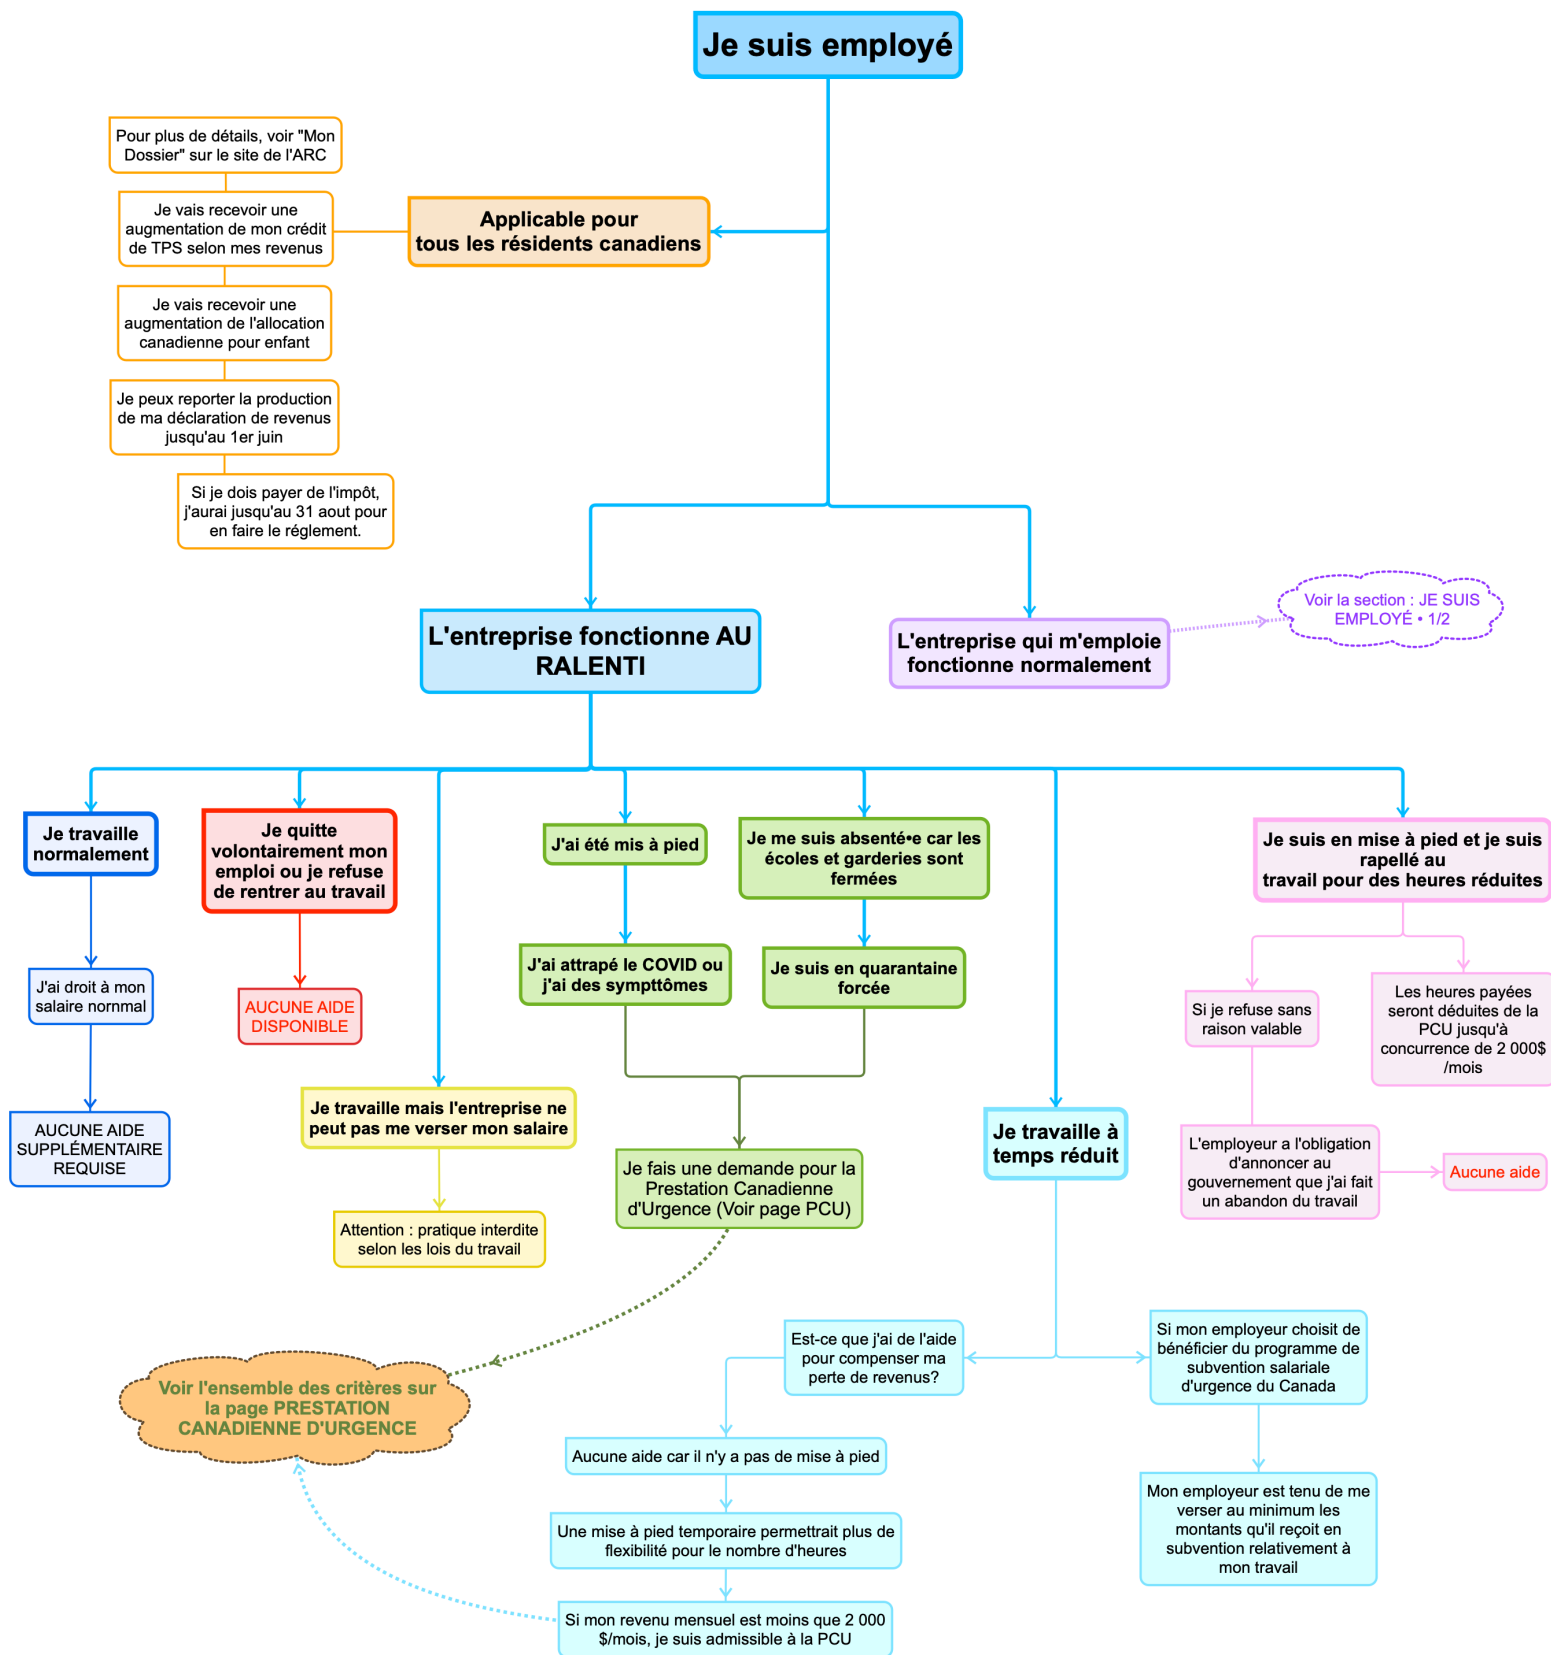 Je suis employé
Pour plus de détails, voir "Mon
Dossier" sur le site de l'ARC
Je vais recevoir une
augmentation de mon crédit
de TPS selon mes revenus
Applicable pour
tous les résidents canadiens
Je vais recevoir une
augmentation de l'allocation
canadienne pour enfant
Je peux reporter la production
de ma déclaration de revenus
jusqu'au 1er juin
Si je dois payer de l'impôt,
j'aurai jusqu'au 31 aout pour
en faire le réglement.
L'entreprise fonctionne AU
RALENTI
L'entreprise qui m'emploie
fonctionne normalement
Voir la section : JE SUIS
EMPLOYÉ • 1/2
Je travaille
normalement
Je quitte
volontairement mon
emploi ou je refuse
de rentrer au travail
J'ai été mis à pied
Je me suis absenté•e car les
écoles et garderies sont
fermées
Je suis en mise à pied et je suis
rapellé au
travail pour des heures réduites
J'ai droit à mon
salaire nornmal
AUCUNE AIDE
DISPONIBLE
J'ai attrapé le COVID ou
j'ai des sympttômes
Je suis en quarantaine
forcée
Si je refuse sans
raison valable
Les heures payées
seront déduites de la
PCU jusqu'à
concurrence de 2 000$
/mois
AUCUNE AIDE
SUPPLÉMENTAIRE
REQUISE
Je travaille mais l'entreprise ne
peut pas me verser mon salaire
Je travaille à
temps réduit
Je fais une demande pour la
Prestation Canadienne
d'Urgence (Voir page PCU)
L'employeur a l'obligation
d'annoncer au
gouvernement que j'ai fait
un abandon du travail
Aucune aide
Attention : pratique interdite
selon les lois du travail
Est-ce que j'ai de l'aide
pour compenser ma
perte de revenus?
Si mon employeur choisit de
bénéficier du programme de
subvention salariale
d'urgence du Canada
Voir l'ensemble des critères sur
la page PRESTATION
CANADIENNE D'URGENCE
Aucune aide car il n'y a pas de mise à pied
Mon employeur est tenu de me
verser au minimum les
montants qu'il reçoit en
subvention relativement à
mon travail
Une mise à pied temporaire permettrait plus de
flexibilité pour le nombre d'heures
Si mon revenu mensuel est moins que 2 000
$/mois, je suis admissible à la PCU